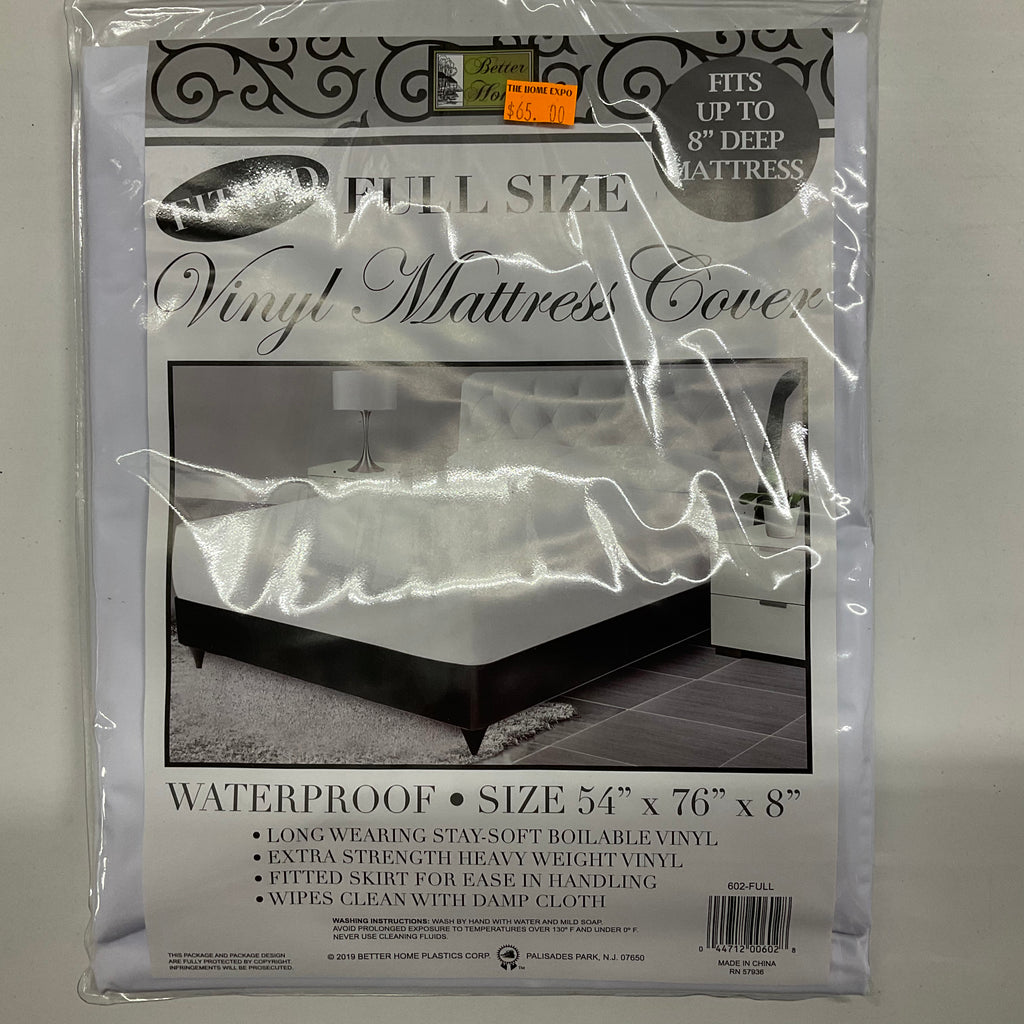 Better
THE HOME EXPO
$65.00
FITS
UP TO
8” DEEP
MATTRESS
FITTED
FULL SIZE
Vinyl Mattress Cover
WATERPROOF • SIZE 54” x 76” x 8”
• LONG WEARING STAY-SOFT BOILABLE VINYL
• EXTRA STRENGTH HEAVY WEIGHT VINYL
• FITTED SKIRT FOR EASE IN HANDLING
• WIPES CLEAN WITH DAMP CLOTH
WASHING INSTRUCTIONS: WASH BY HAND WITH WATER AND MILD SOAP.
AVOID PROLONGED EXPOSURE TO TEMPERATURES OVER 130° F AND UNDER 0° F.
NEVER USE CLEANING FLUIDS.
602-FULL
0 44712 00602 8
MADE IN CHINA
RN 57936
THIS PACKAGE AND PACKAGE DESIGN
ARE FULLY PROTECTED BY COPYRIGHT.
INFRINGEMENTS WILL BE PROSECUTED.
© 2019 BETTER HOME PLASTICS CORP. ™ PALISADES PARK, N.J. 07650